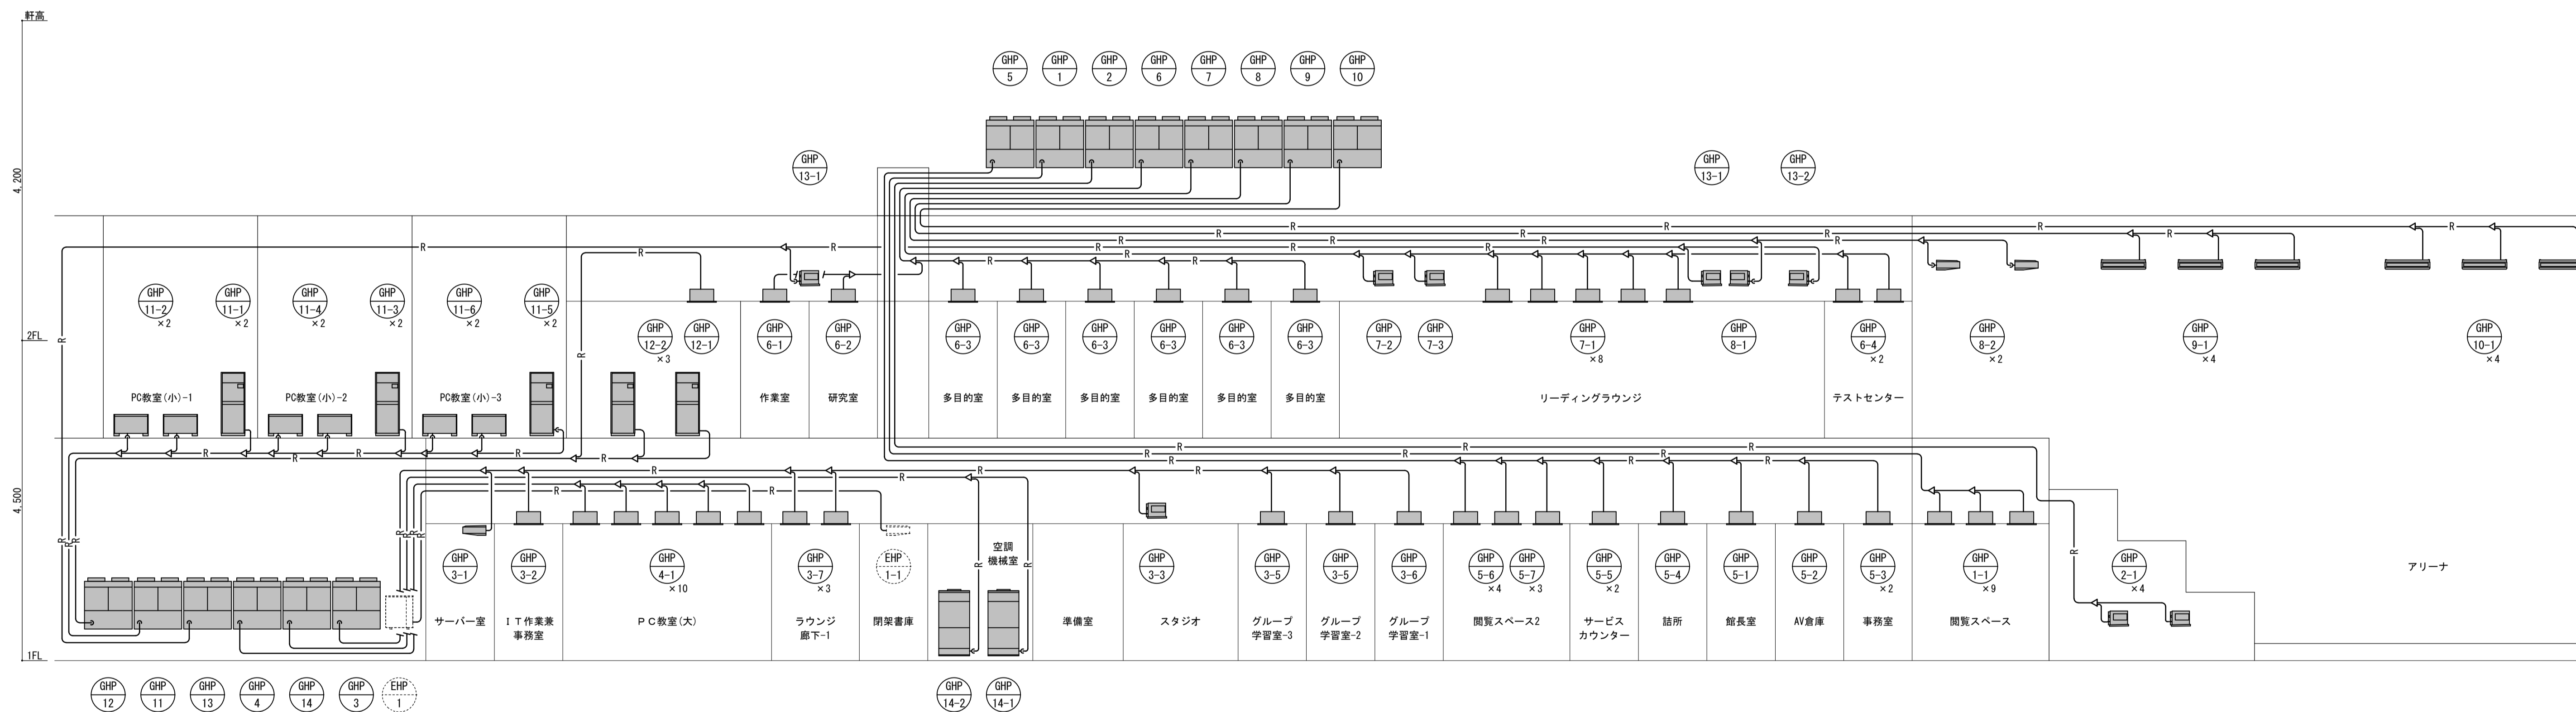 軒高
GHP 5
GHP 1
GHP 2
GHP 6
GHP 7
GHP 8
GHP 9
GHP 10
4,200
GHP 13-1
GHP 13-1
GHP 13-2
R R R R R
R R R R R
R R R R R R
R R R R R R R
2FL
GHP 11-2 ×2
GHP 11-1 ×2
GHP 11-4 ×2
GHP 11-3 ×2
GHP 11-6 ×2
GHP 11-5 ×2
GHP 12-2 ×3
GHP 12-1
GHP 6-1
GHP 6-2
GHP 6-3
GHP 6-3
GHP 6-3
GHP 6-3
GHP 6-3
GHP 6-3
GHP 7-2
GHP 7-3
GHP 7-1 ×8
GHP 8-1
GHP 6-4 ×2
GHP 8-2 ×2
GHP 9-1 ×4
GHP 10-1 ×4
PC教室(小)-1
PC教室(小)-2
PC教室(小)-3
作業室
研究室
多目的室
多目的室
多目的室
多目的室
多目的室
多目的室
リーディングラウンジ
テストセンター
R R R R R
R R R R R
R R R R R
R R R R R
4,500
空調
機械室
GHP 3-1
GHP 3-2
GHP 4-1 ×10
GHP 3-7 ×3
EHP 1-1
GHP 3-3
GHP 3-5
GHP 3-5
GHP 3-6
GHP 5-6 ×4
GHP 5-7 ×3
GHP 5-5 ×2
GHP 5-4
GHP 5-1
GHP 5-2
GHP 5-3 ×2
GHP 1-1 ×9
GHP 2-1 ×4
アリーナ
サーバー室
ＩＴ作業兼
事務室
ＰＣ教室(大)
ラウンジ
廊下-1
閉架書庫
準備室
スタジオ
グループ
学習室-3
グループ
学習室-2
グループ
学習室-1
閲覧スペース2
サービス
カウンター
詰所
館長室
AV倉庫
事務室
閲覧スペース
1FL
GHP 12
GHP 11
GHP 13
GHP 4
GHP 14
GHP 3
EHP 1
GHP 14-2
GHP 14-1